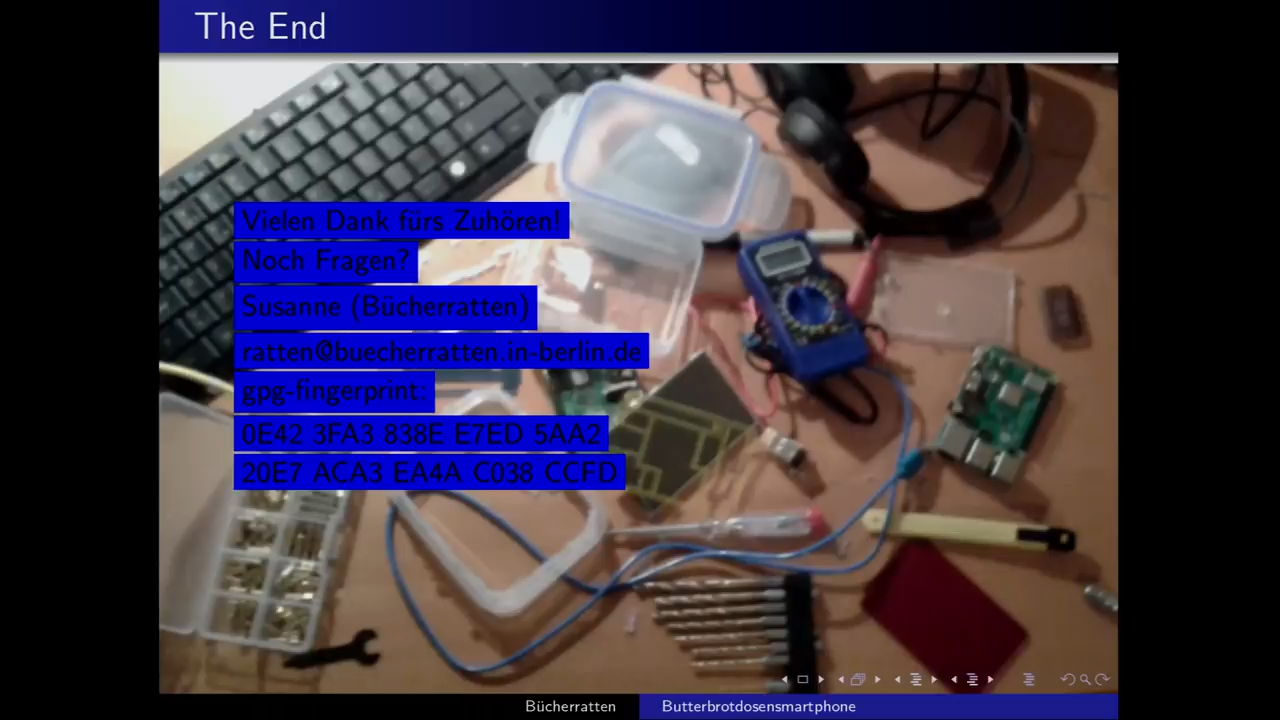 The End
Vielen Dank fürs Zuhören!
Noch Fragen?
Susanne (Bücherratten)
ratten@buecherratten.in-berlin.de
gpg-fingerprint:
0E42 3FA3 838E E7ED 5AA2
20E7 ACA3 EA4A C038 CCFD
Bücherratten
Butterbrotdosensmartphone